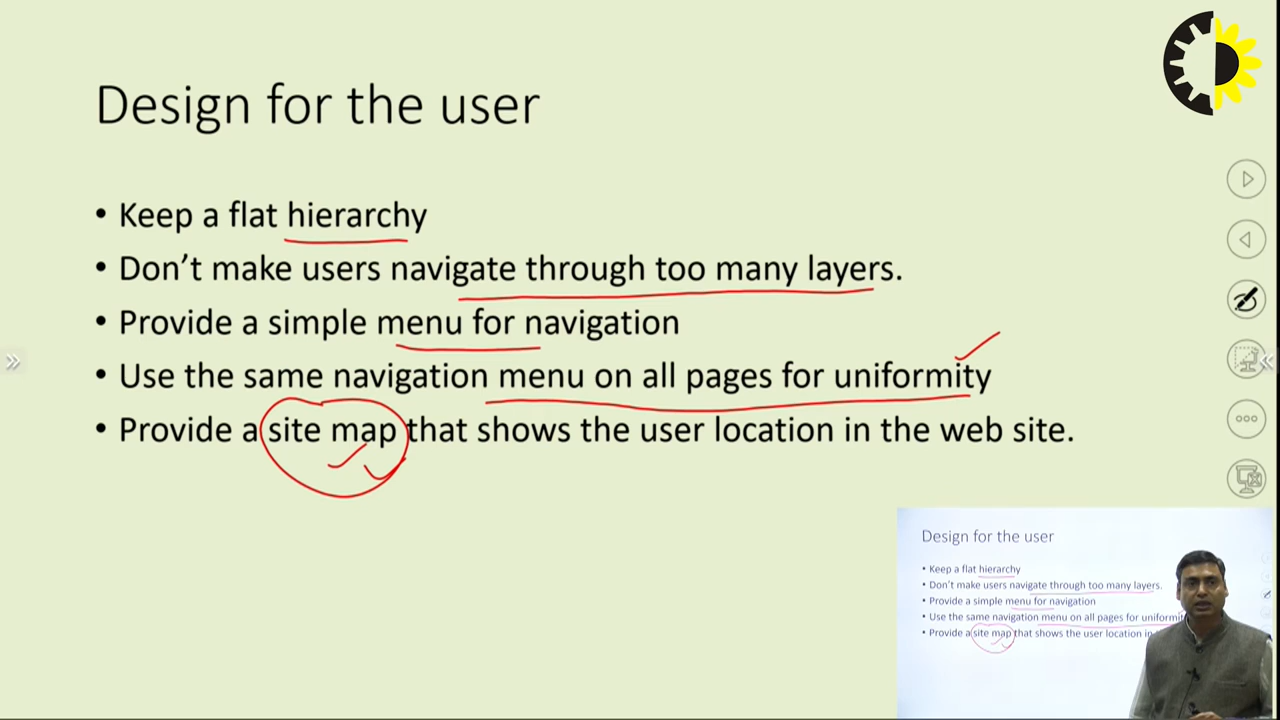 Design for the user
• Keep a flat hierarchy
• Don’t make users navigate through too many layers.
• Provide a simple menu for navigation
• Use the same navigation menu on all pages for uniformity
• Provide a site map that shows the user location in the web site.
Design for the user
• Keep a flat hierarchy
• Don’t make users navigate through too many layers.
• Provide a simple menu for navigation
• Use the same navigation menu on all pages for
• Provide a site map that shows the user location in